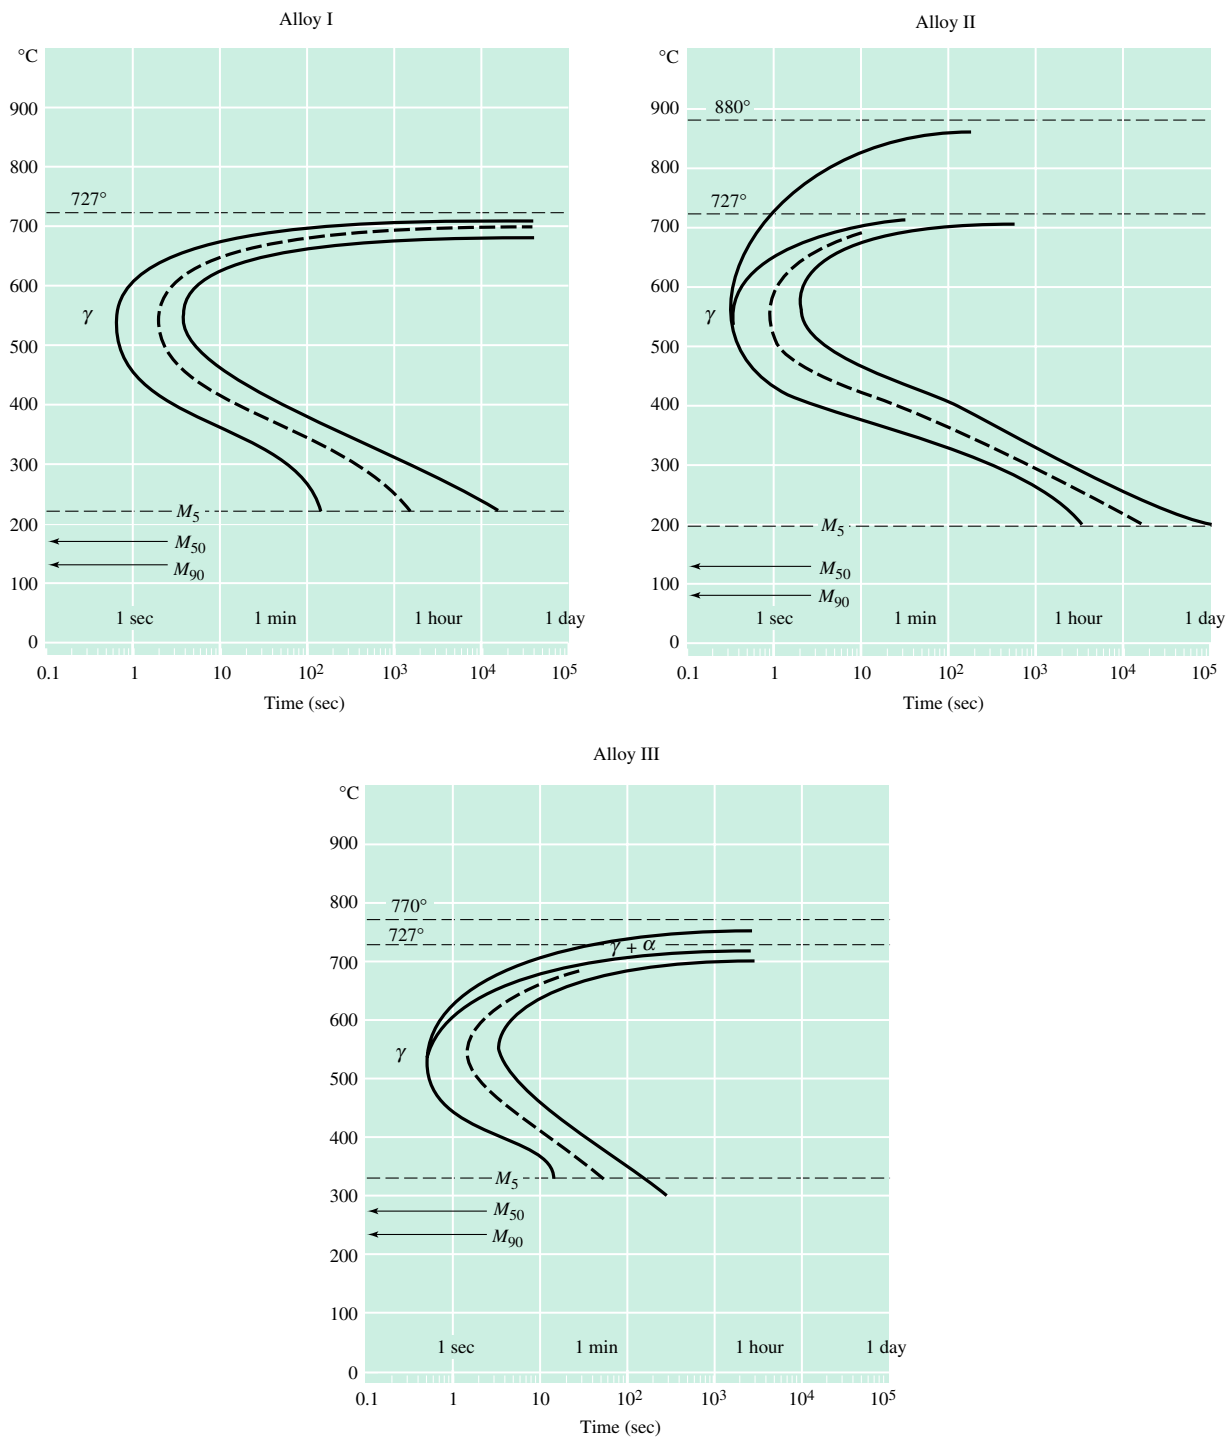 Alloy I
°C
900
800
727°
700
600
γ
500
400
300
M5
200
M50
M90
100
1 sec 1 min 1 hour 1 day
0
0.1 1 10 10² 10³ 10⁴ 10⁵
Time (sec)
Alloy II
°C
900
880°
800
727°
700
600
γ
500
400
300
200
M5
M50
100
M90
1 sec 1 min 1 hour 1 day
0
0.1 1 10 10² 10³ 10⁴ 10⁵
Time (sec)
Alloy III
°C
900
800
770°
727°
γ + α
700
600
γ
500
400
M5
300
M50
M90
200
100
1 sec 1 min 1 hour 1 day
0
0.1 1 10 10² 10³ 10⁴ 10⁵
Time (sec)